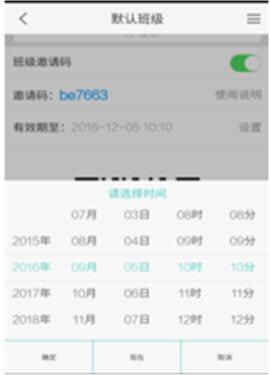 默认班级
班级邀请码
邀请码：be7663 使用说明
有效期至：2016-12-05 10:10 设置
请选择时间
07月 03日 08时 08分
2015年 08月 04日 09时 09分
2016年 09月 05日 10时 10分
2017年 10月 06日 11时 11分
2018年 11月 07日 12时 12分
确定 现在 取消